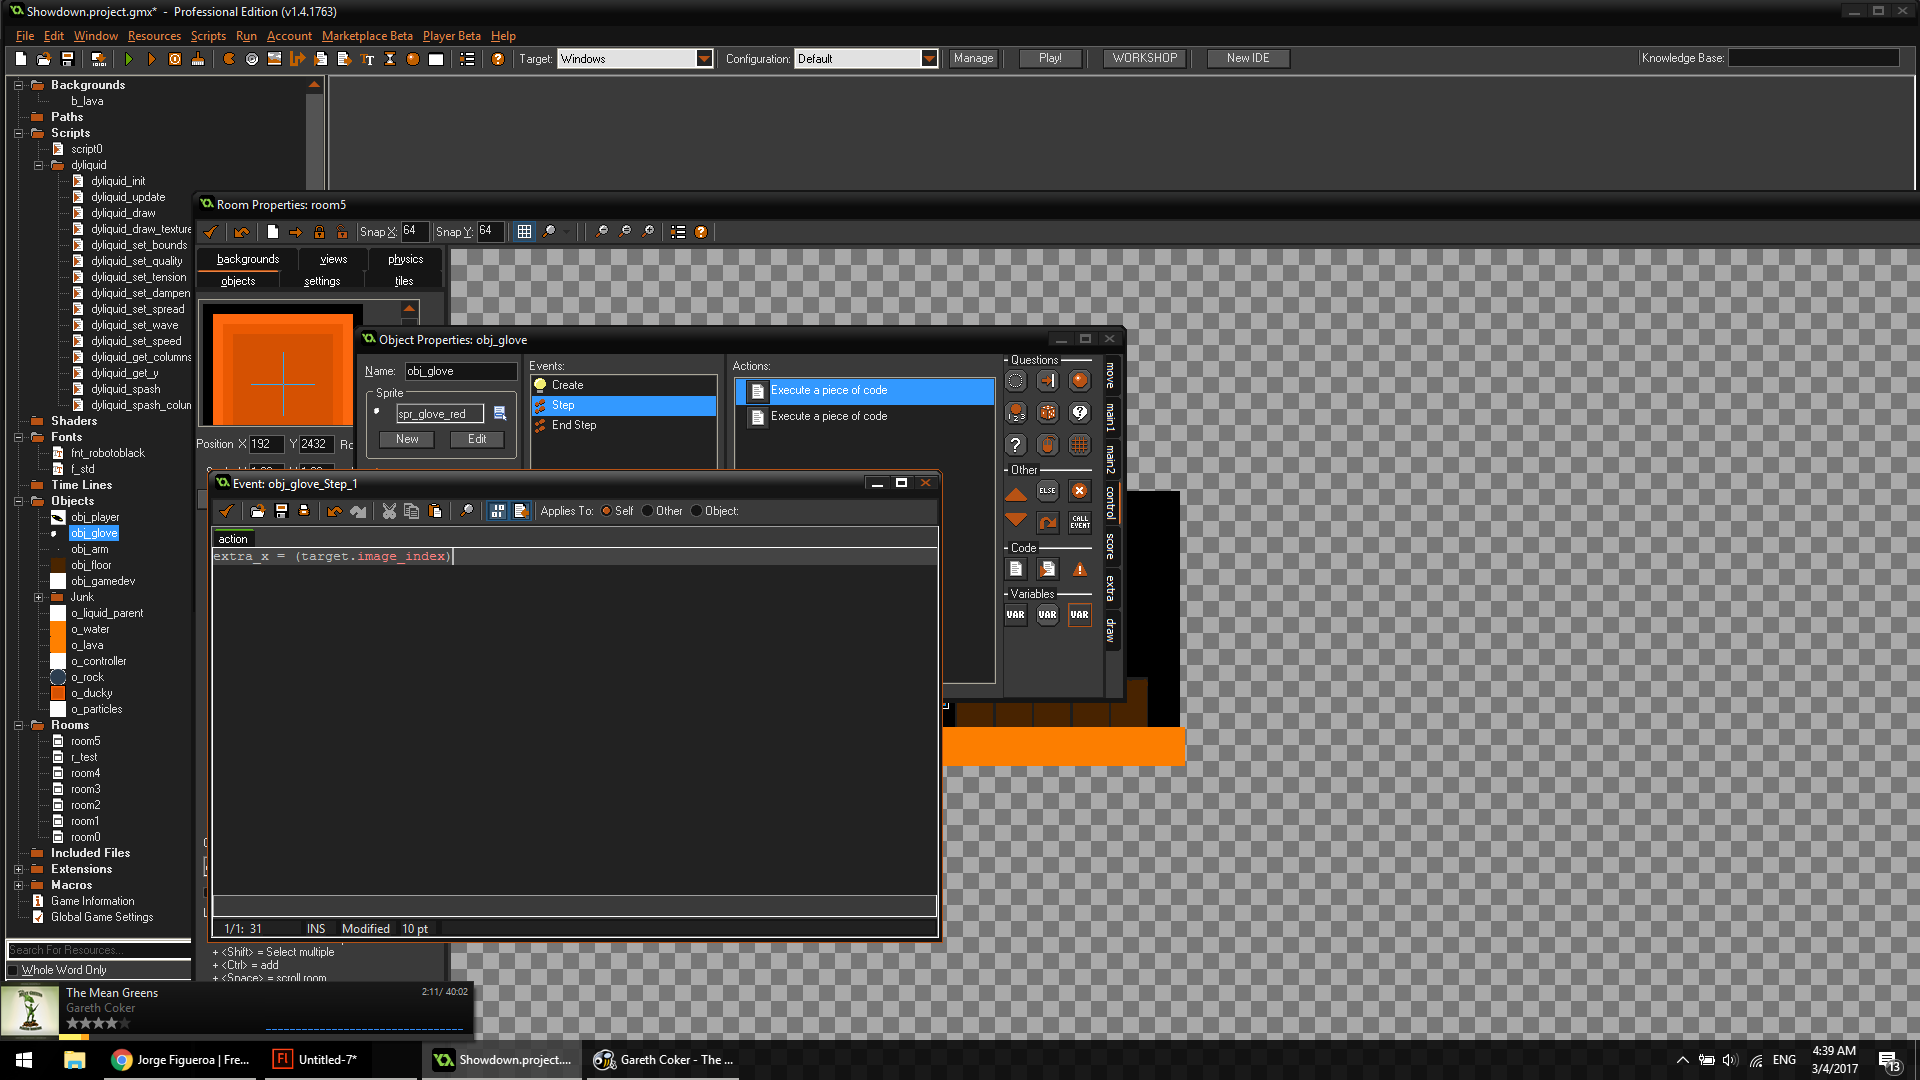 Showdown.project.gmx* - Professional Edition (v1.4.1763)
File Edit Window Resources Scripts Run Account Marketplace Beta Player Beta Help
Target: Windows Configuration: Default Manage Play! WORKSHOP New IDE Knowledge Base:
Backgrounds
b_lava
Paths
Scripts
script0
dyliquid
dyliquid_init
dyliquid_update
dyliquid_draw
dyliquid_draw_texture
dyliquid_set_bounds
dyliquid_set_quality
dyliquid_set_tension
dyliquid_set_dampen
dyliquid_set_spread
dyliquid_set_wave
dyliquid_set_speed
dyliquid_get_columns
dyliquid_get_y
dyliquid_spash
dyliquid_spash_colun
Shaders
Fonts
fnt_robotoblack
f_std
Time Lines
Objects
obj_player
obj_glove
obj_arm
obj_floor
obj_gamedev
Junk
o_liquid_parent
o_water
o_lava
o_controller
o_rock
o_ducky
o_particles
Rooms
room5
r_test
room4
room3
room2
room1
room0
Included Files
Extensions
Macros
Game Information
Global Game Settings
Search For Resources...
Whole Word Only
Room Properties: room5
Snap X: 64 Snap Y: 64
backgrounds views physics
objects settings tiles
Position X 192 Y 2432 Ro
+ <Shift> = Select multiple
+ <Ctrl> = add
+ <Space> = scroll room
Object Properties: obj_glove
Name: obj_glove
Sprite
spr_glove_red
New Edit
Events:
Create
Step
End Step
Actions:
Execute a piece of code
Execute a piece of code
Questions
Other
ELSE
CALL EVENT
Code
Variables
VAR VAR VAR
move
main1
main2
control
score
extra
draw
Event: obj_glove_Step_1
Applies To: Self Other Object:
action
extra_x = (target.image_index)
1/1: 31 INS Modified 10 pt
The Mean Greens 2:11/ 40:02
Gareth Coker
Jorge Figueroa | Fre...
Untitled-7*
Showdown.project....
Gareth Coker - The ...
ENG
4:39 AM
3/4/2017
13